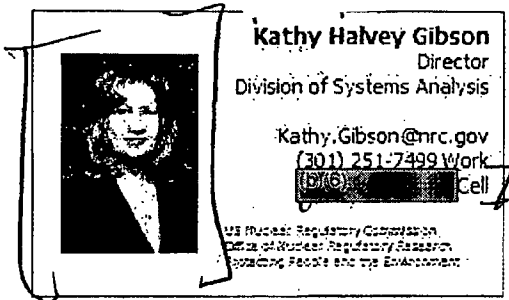 Kathy Halvey Gibson
Director
Division of Systems Analysis
Kathy.Gibson@nrc.gov
(301) 251-7499 Work
(b)(6) Cell
US Nuclear Regulatory Commission
Office of Nuclear Regulatory Research
Protecting People and the Environment